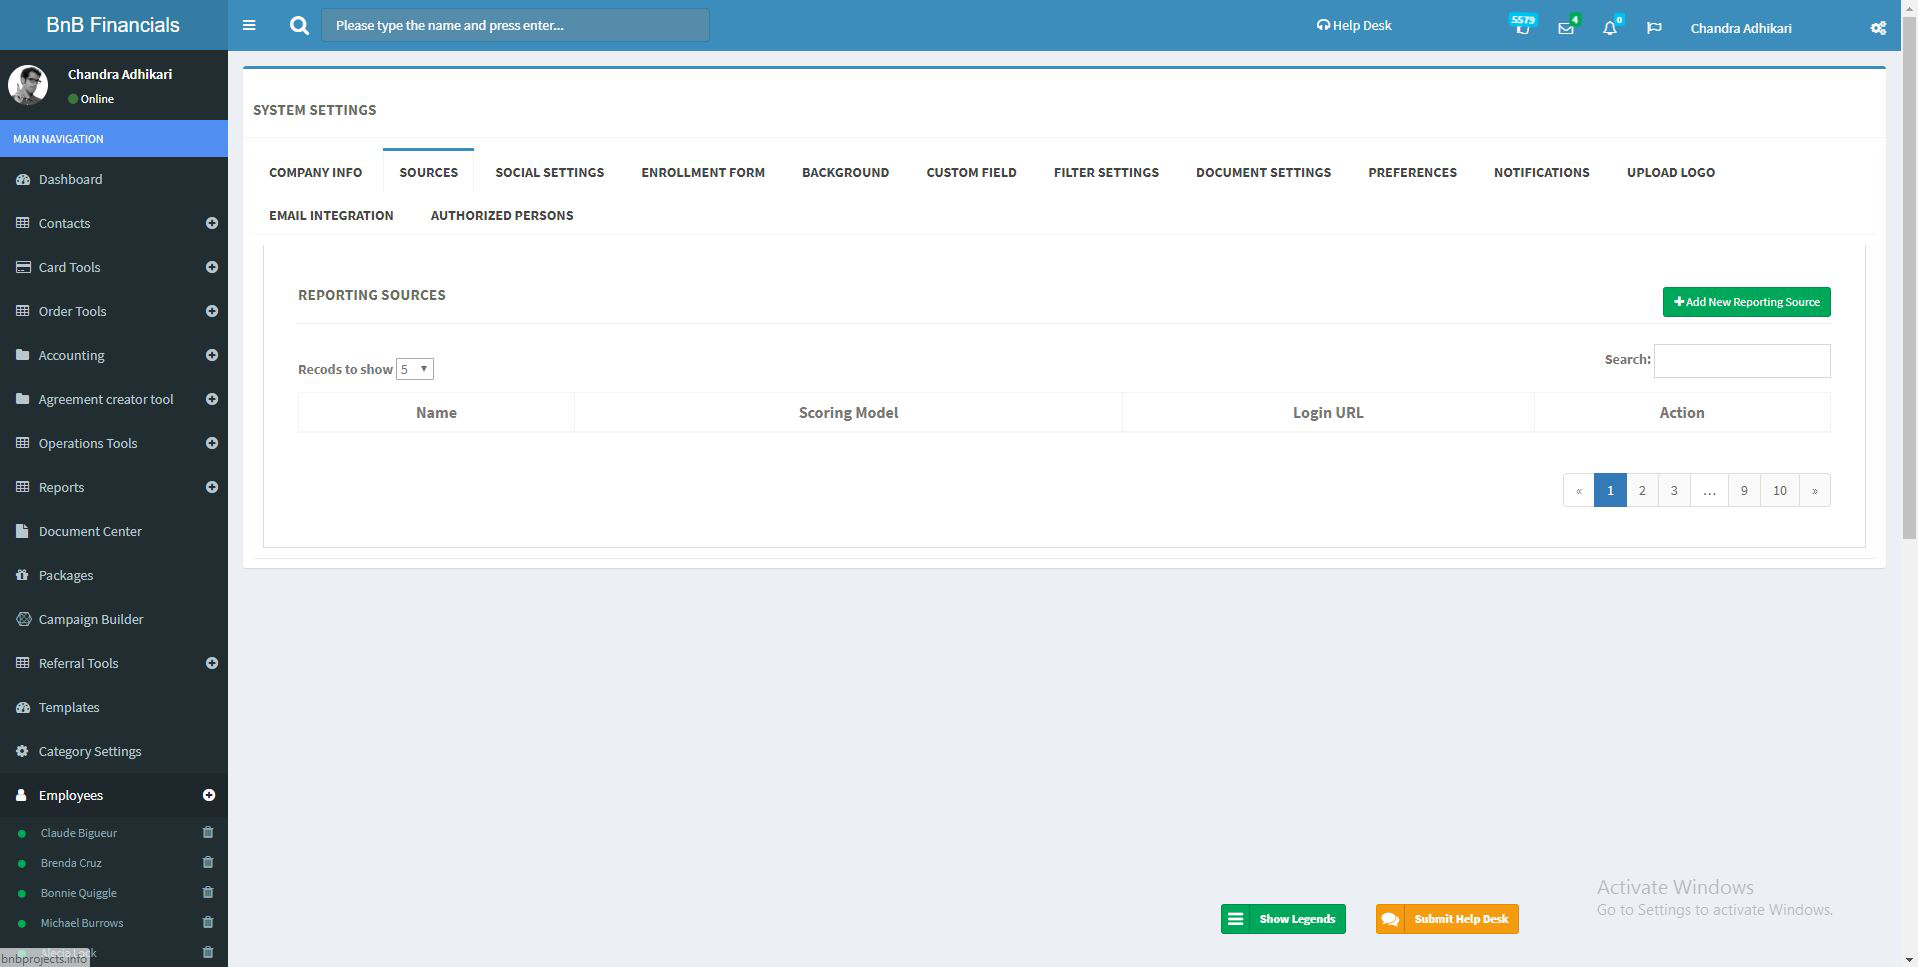 BnB Financials
Please type the name and press enter...
Help Desk
5579
4
0
Chandra Adhikari
Chandra Adhikari
Online
MAIN NAVIGATION
Dashboard
Contacts
Card Tools
Order Tools
Accounting
Agreement creator tool
Operations Tools
Reports
Document Center
Packages
Campaign Builder
Referral Tools
Templates
Category Settings
Employees
Claude Bigueur
Brenda Cruz
Bonnie Quiggle
Michael Burrows
Alecia Lack
bnbprojects.info
SYSTEM SETTINGS
COMPANY INFO SOURCES SOCIAL SETTINGS ENROLLMENT FORM BACKGROUND CUSTOM FIELD FILTER SETTINGS DOCUMENT SETTINGS PREFERENCES NOTIFICATIONS UPLOAD LOGO
EMAIL INTEGRATION AUTHORIZED PERSONS
REPORTING SOURCES
Add New Reporting Source
Recods to show 5
Search:
Name Scoring Model Login URL Action
« 1 2 3 ... 9 10 »
Show Legends
Submit Help Desk
Activate Windows
Go to Settings to activate Windows.